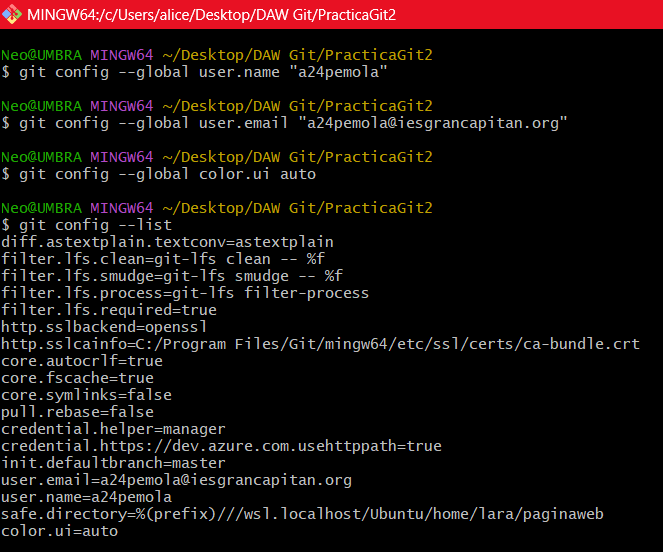 MINGW64:/c/Users/alice/Desktop/DAW Git/PracticaGit2
Neo@UMBRA MINGW64 ~/Desktop/DAW Git/PracticaGit2
$ git config --global user.name "a24pemola"
Neo@UMBRA MINGW64 ~/Desktop/DAW Git/PracticaGit2
$ git config --global user.email "a24pemola@iesgrancapitan.org"
Neo@UMBRA MINGW64 ~/Desktop/DAW Git/PracticaGit2
$ git config --global color.ui auto
Neo@UMBRA MINGW64 ~/Desktop/DAW Git/PracticaGit2
$ git config --list
diff.astextplain.textconv=astextplain
filter.lfs.clean=git-lfs clean -- %f
filter.lfs.smudge=git-lfs smudge -- %f
filter.lfs.process=git-lfs filter-process
filter.lfs.required=true
http.sslbackend=openssl
http.sslcainfo=C:/Program Files/Git/mingw64/etc/ssl/certs/ca-bundle.crt
core.autocrlf=true
core.fscache=true
core.symlinks=false
pull.rebase=false
credential.helper=manager
credential.https://dev.azure.com.usehttppath=true
init.defaultbranch=master
user.email=a24pemola@iesgrancapitan.org
user.name=a24pemola
safe.directory=%(prefix)///wsl.localhost/Ubuntu/home/lara/paginaweb
color.ui=auto